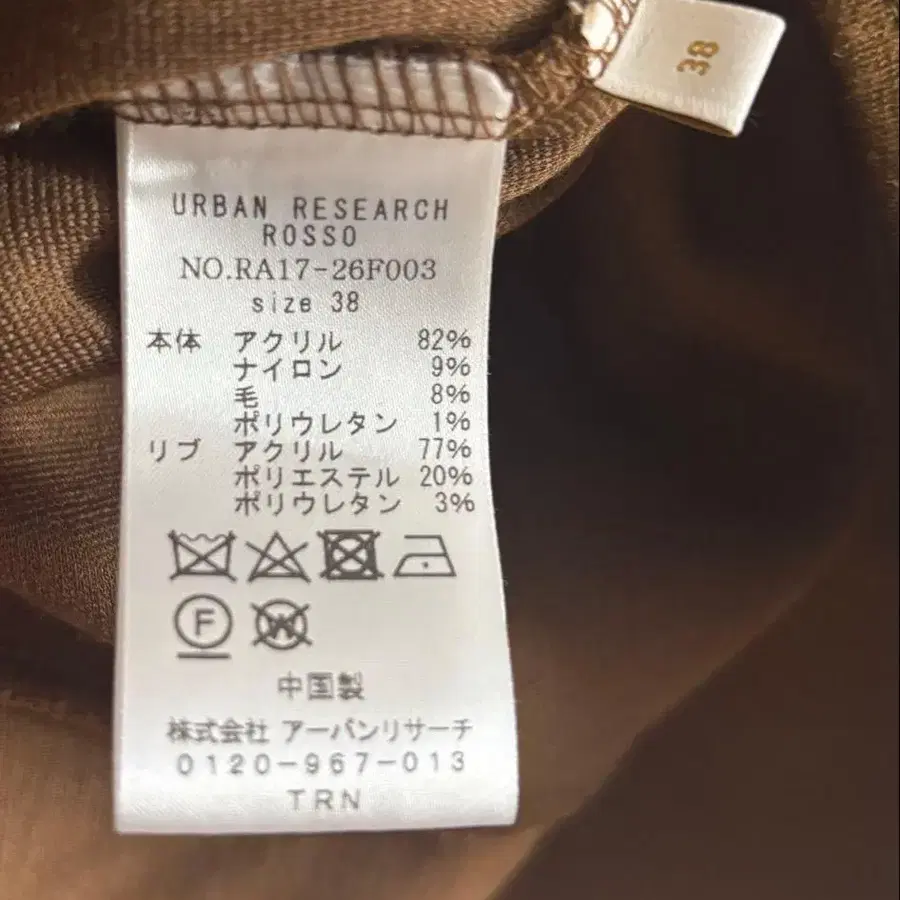 38
URBAN RESEARCH
ROSSO
NO.RA17-26F003
size 38
本体 アクリル 82%
ナイロン 9%
毛 8%
ポリウレタン 1%
リブ アクリル 77%
ポリエステル 20%
ポリウレタン 3%
F
W
中国製
株式会社 アーバンリサーチ
0120-967-013
TRN